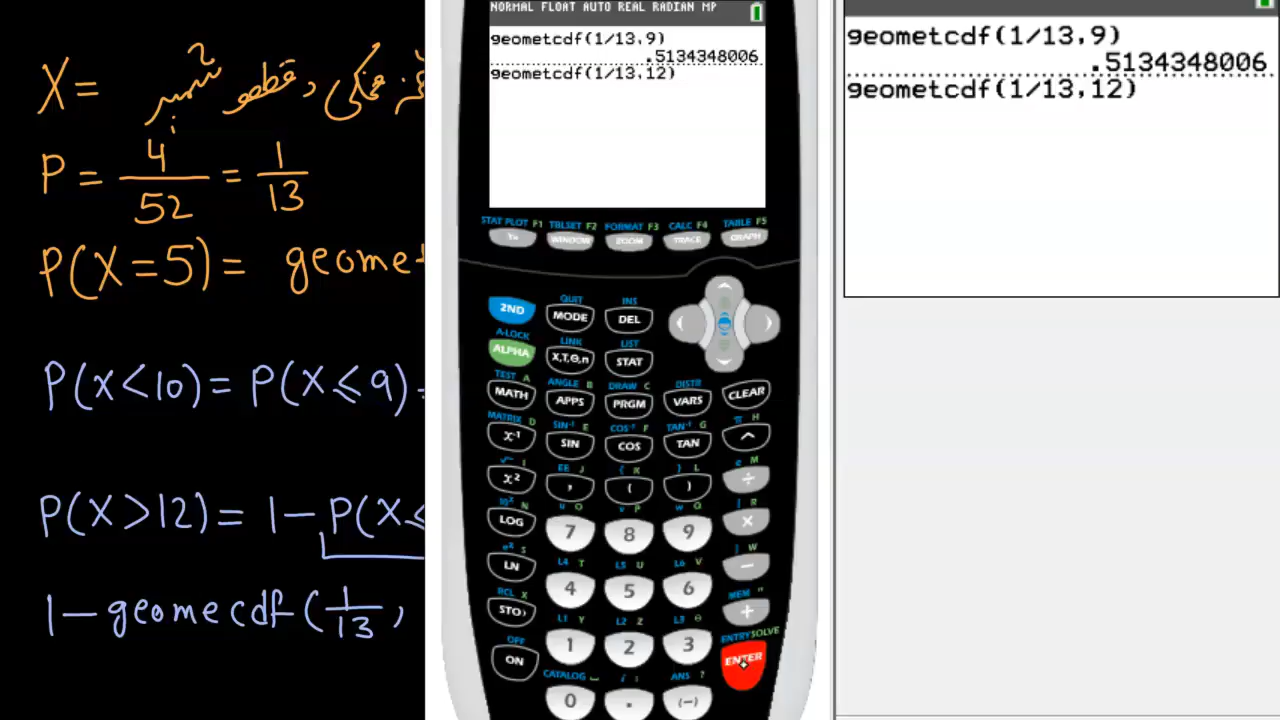 X =
P = 4/52 = 1/13
P(X=5) = geomet
P(X<10) = P(X≤9) =
P(X>12) = 1 - P(X≤
1 - geomecdf(1/13,
NORMAL FLOAT AUTO REAL RADIAN MP
geometcdf(1/13,9)
.5134348006
geometcdf(1/13,12)
STAT PLOT F1 TBLSET F2 FORMAT F3 CALC F4 TABLE F5
Y= WINDOW ZOOM TRACE GRAPH
QUIT INS
2ND MODE DEL
A-LOCK LINK LIST
ALPHA X,T,θ,n STAT
TEST A ANGLE B DRAW C DISTR
MATH APPS PRGM VARS CLEAR
MATRIX D SIN⁻¹ E COS⁻¹ F TAN⁻¹ G π H
x⁻¹ SIN COS TAN ^
√ I EE J { K } L e M
x² , ( ) ÷
10ˣ N u O v P w Q [ R
LOG 7 8 9 ×
eˣ S L4 T L5 U L6 V ] W
LN 4 5 6 −
RCL X L1 Y L2 Z L3 θ MEM "
STO› 1 2 3 +
OFF CATALOG ⎵ i : ANS ? ENTRY SOLVE
ON 0 . (−) ENTER
geometcdf(1/13,9)
.5134348006
geometcdf(1/13,12)